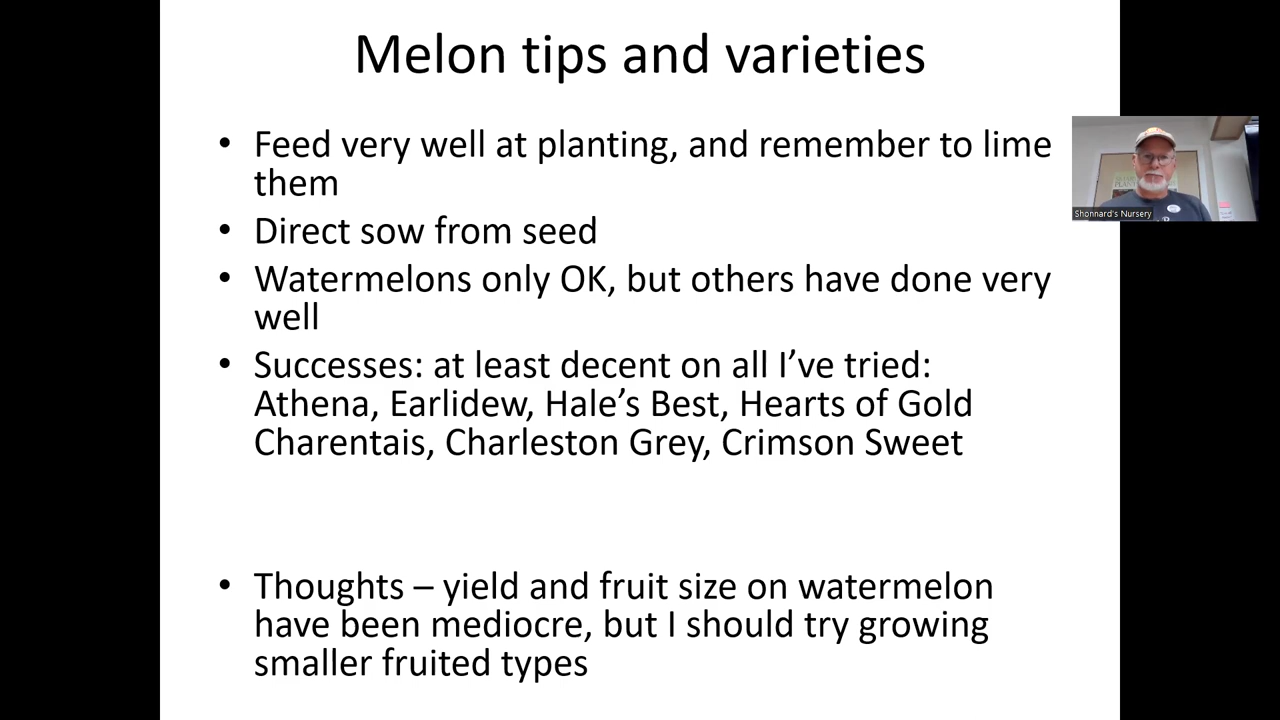 Melon tips and varieties
• Feed very well at planting, and remember to lime
them
• Direct sow from seed
• Watermelons only OK, but others have done very
well
• Successes: at least decent on all I’ve tried:
Athena, Earlidew, Hale’s Best, Hearts of Gold
Charentais, Charleston Grey, Crimson Sweet
• Thoughts – yield and fruit size on watermelon
have been mediocre, but I should try growing
smaller fruited types
Shonnard's Nursery